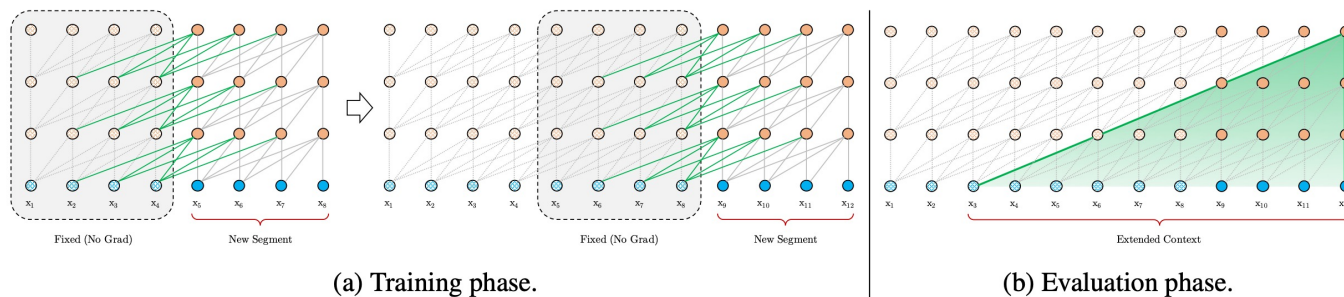 x1 x2 x3 x4 x5 x6 x7 x8
Fixed (No Grad) New Segment
x1 x2 x3 x4 x5 x6 x7 x8 x9 x10 x11 x12
Fixed (No Grad) New Segment
(a) Training phase.
x1 x2 x3 x4 x5 x6 x7 x8 x9 x10 x11 x
Extended Context
(b) Evaluation phase.